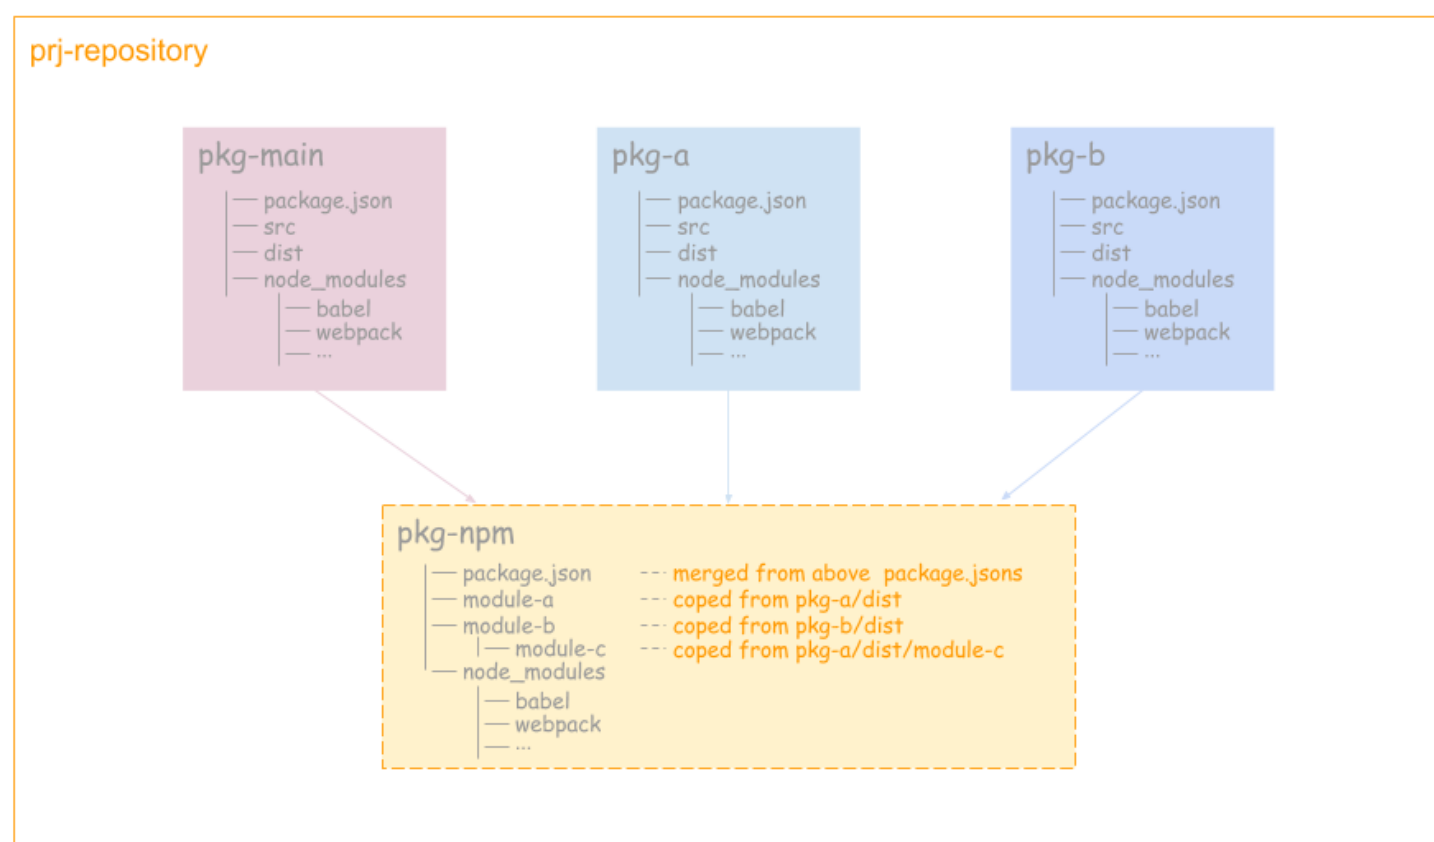 prj-repository
pkg-main
package.json
src
dist
node_modules
babel
webpack
...
pkg-a
package.json
src
dist
node_modules
babel
webpack
...
pkg-b
package.json
src
dist
node_modules
babel
webpack
...
pkg-npm
package.json --- merged from above package.jsons
module-a --- coped from pkg-a/dist
module-b --- coped from pkg-b/dist
module-c --- coped from pkg-a/dist/module-c
node_modules
babel
webpack
...